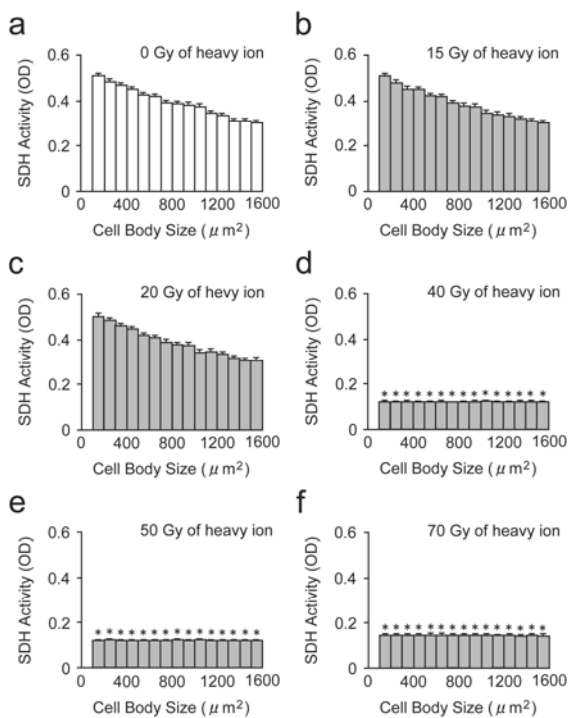 a
0 Gy of heavy ion
SDH Activity (OD)
0.6
0.4
0.2
0
0 400 800 1200 1600
Cell Body Size ( μ m²)
b
15 Gy of heavy ion
SDH Activity (OD)
0.6
0.4
0.2
0
0 400 800 1200 1600
Cell Body Size ( μ m²)
c
20 Gy of hevy ion
SDH Activity (OD)
0.6
0.4
0.2
0
0 400 800 1200 1600
Cell Body Size ( μ m²)
d
40 Gy of heavy ion
SDH Activity (OD)
0.6
0.4
0.2
0
* * * * * * * * * * * * * * *
0 400 800 1200 1600
Cell Body Size ( μ m²)
e
50 Gy of heavy ion
SDH Activity (OD)
0.6
0.4
0.2
0
* * * * * * * * * * * * * * *
0 400 800 1200 1600
Cell Body Size ( μ m²)
f
70 Gy of heavy ion
SDH Activity (OD)
0.6
0.4
0.2
0
* * * * * * * * * * * * * * *
0 400 800 1200 1600
Cell Body Size ( μ m²)